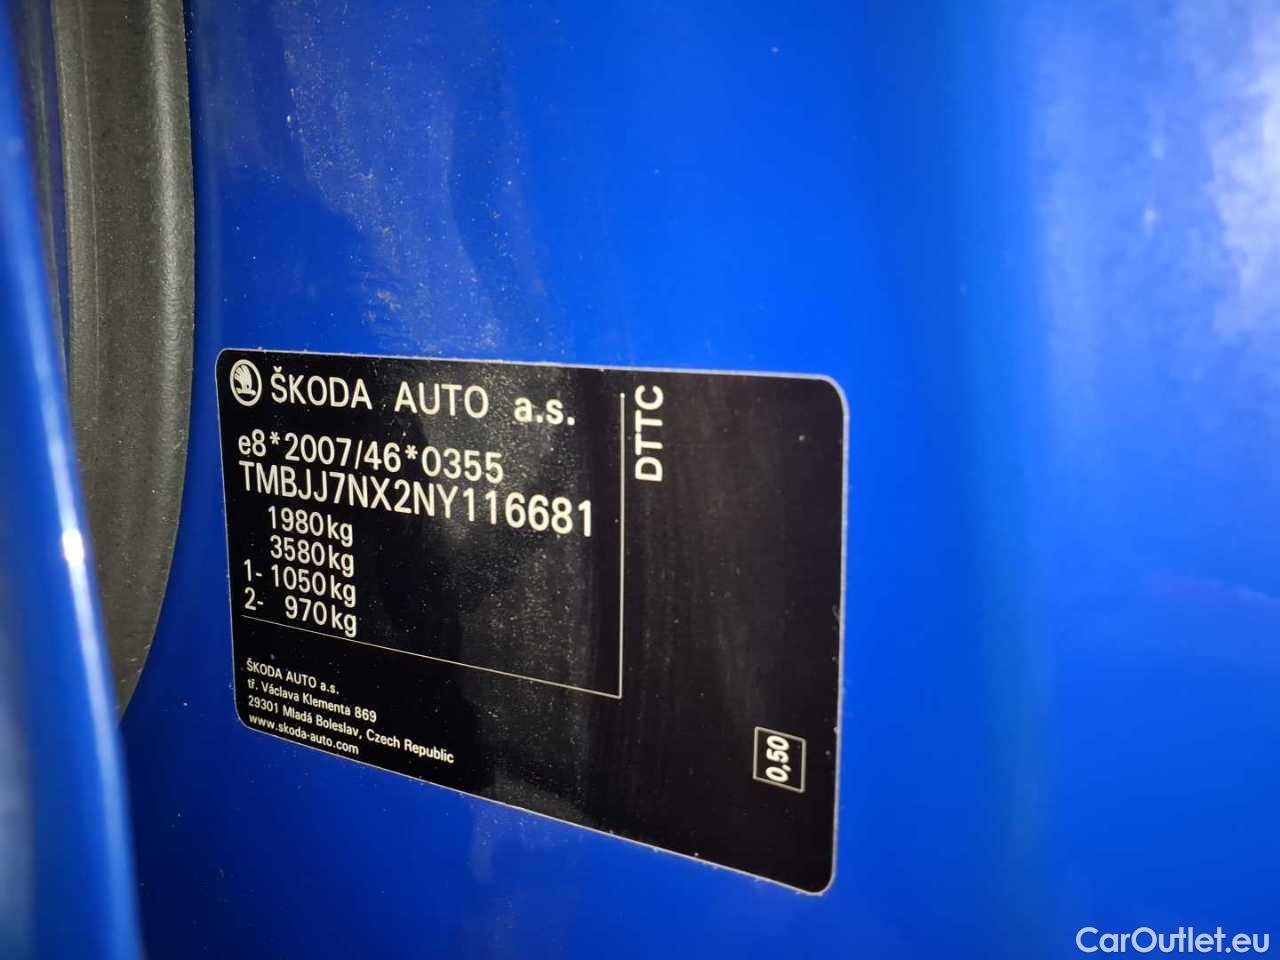 ŠKODA AUTO a.s.
e8*2007/46*0355
TMBJJ7NX2NY116681
1980kg
3580kg
1- 1050kg
2- 970kg
ŠKODA AUTO a.s.
tř. Václava Klementa 869
29301 Mladá Boleslav, Czech Republic
www.skoda-auto.com
DTTC
0,50
CarOutlet.eu